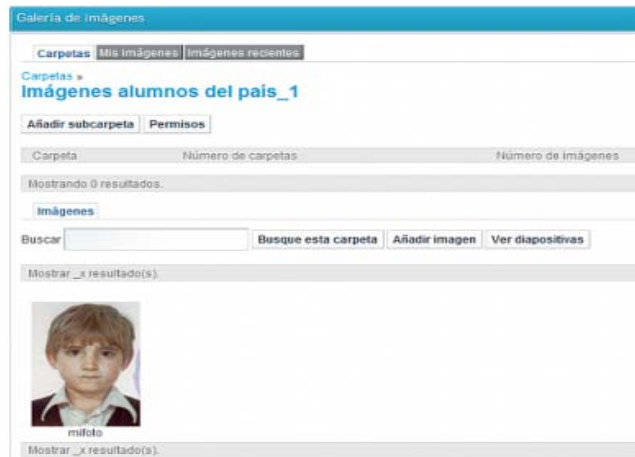 Galería de imágenes
Carpetas Mis imágenes Imágenes recientes
Carpetas »
Imágenes alumnos del país_1
Añadir subcarpeta Permisos
Carpeta Número de carpetas Número de imágenes
Mostrando 0 resultados.
Imágenes
Buscar Busque esta carpeta Añadir imagen Ver diapositivas
Mostrar _x resultado(s).
mifoto
Mostrar _x resultado(s).